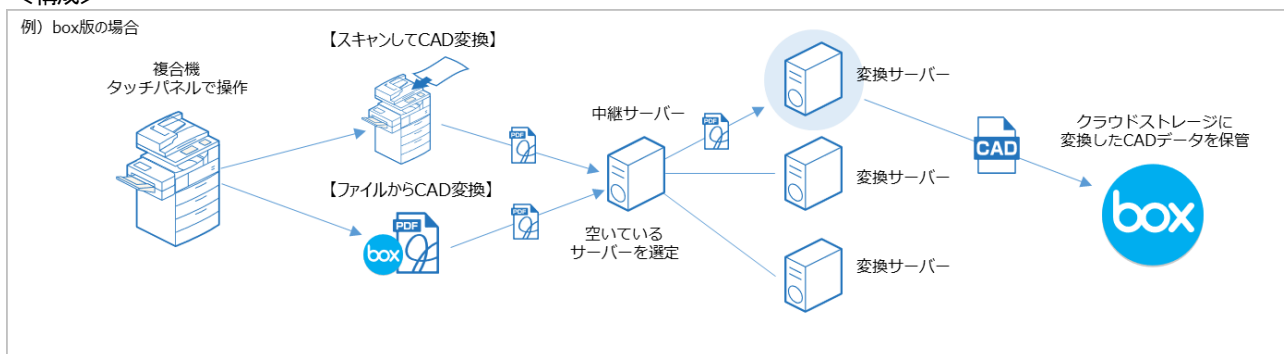 ＜構成＞
例）box版の場合
【スキャンしてCAD変換】
複合機
タッチパネルで操作
PDF
中継サーバー
PDF
変換サーバー
CAD
クラウドストレージに
変換したCADデータを保管
box
変換サーバー
【ファイルからCAD変換】
PDF
box
PDF
空いている
サーバーを選定
変換サーバー